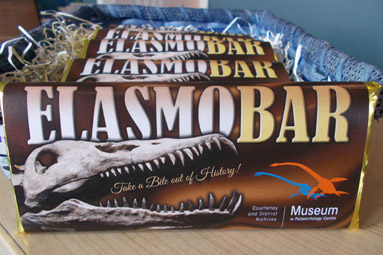 ELASMOBAR
ELASMOBAR
ELASMOBAR
Take a Bite out of History!
Courtenay and District Archives
Museum
& Palaeontology Centre